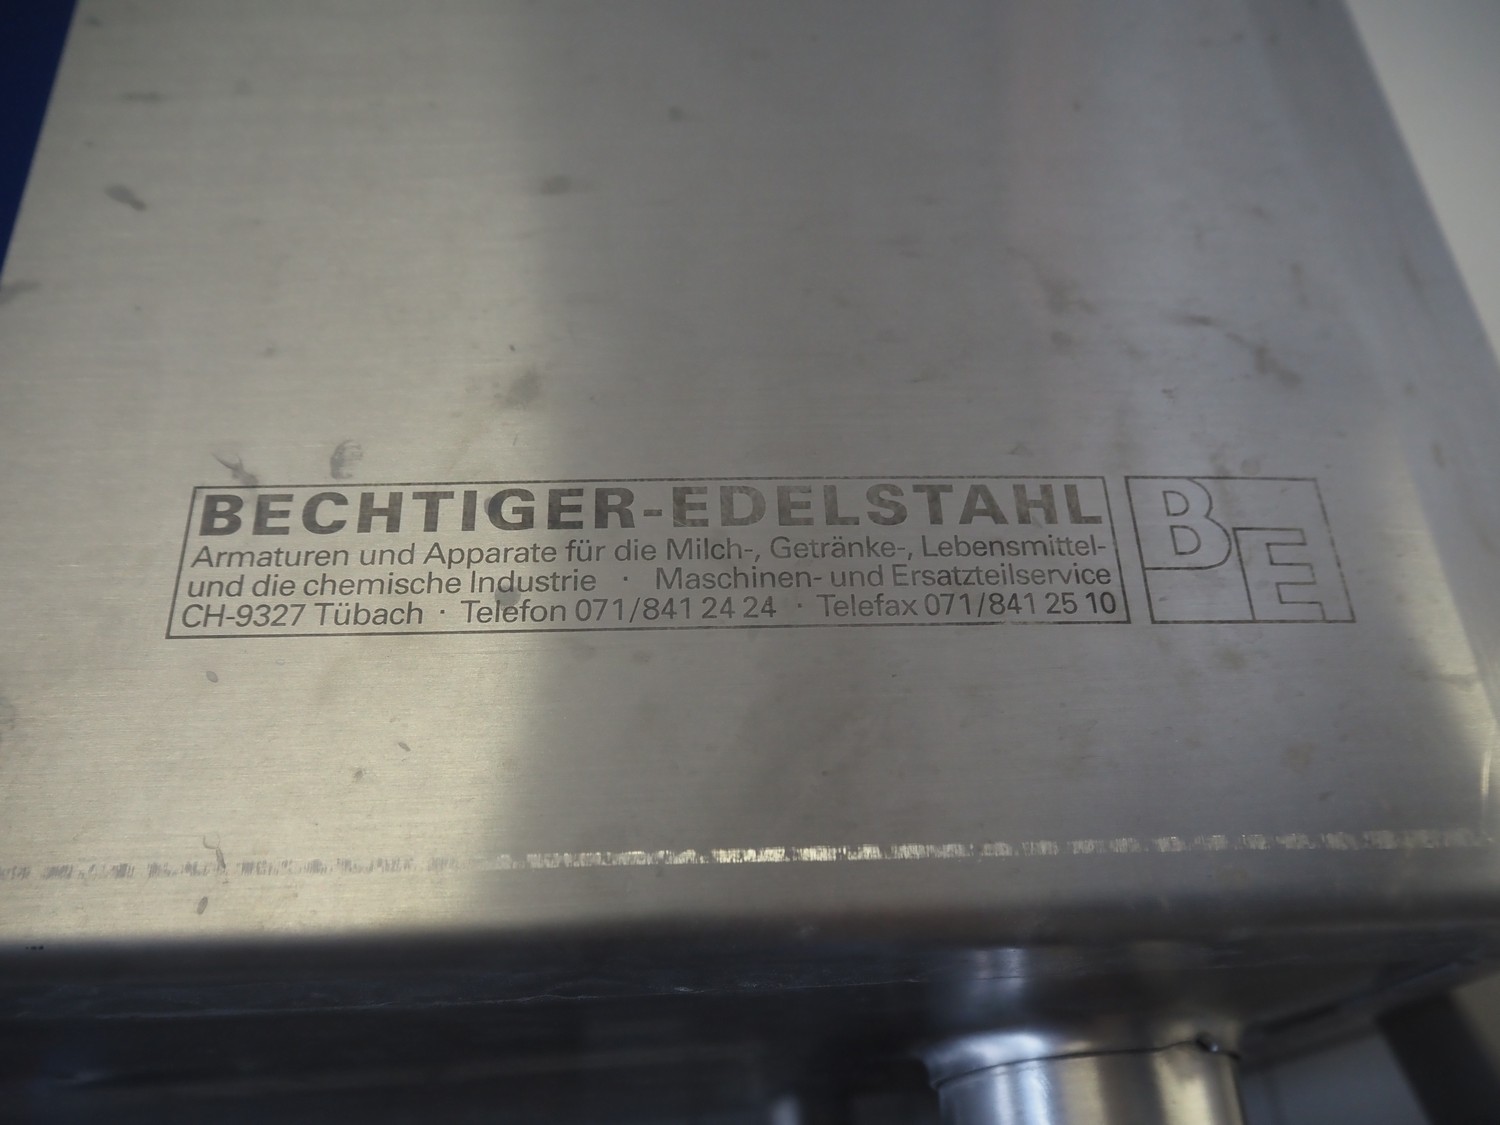 BECHTIGER-EDELSTAHL
Armaturen und Apparate für die Milch-, Getränke-, Lebensmittel-
und die chemische Industrie · Maschinen- und Ersatzteilservice
CH-9327 Tübach · Telefon 071/841 24 24 · Telefax 071/841 25 10
BE